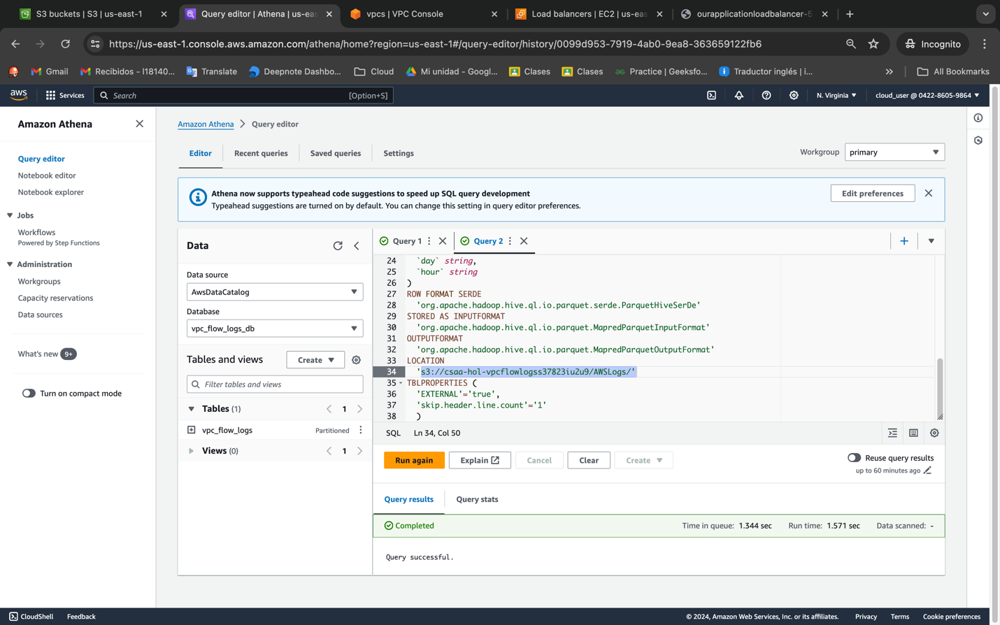 S3 buckets | S3 | us-east-1
Query editor | Athena | us-eas
vpcs | VPC Console
Load balancers | EC2 | us-eas
ourapplicationloadbalancer-5
https://us-east-1.console.aws.amazon.com/athena/home?region=us-east-1#/query-editor/history/0099d953-7919-4ab0-9ea8-363659122fb6
Incognito
Gmail
Recibidos - l18140...
Translate
Deepnote Dashbo...
Cloud
Mi unidad - Googl...
Clases
Clases
Practice | Geeksfo...
Traductor inglés | i...
All Bookmarks
aws
Services
Search
[Option+S]
N. Virginia
cloud_user @ 0422-8605-9864
Amazon Athena
Query editor
Notebook editor
Notebook explorer
Jobs
Workflows
Powered by Step Functions
Administration
Workgroups
Capacity reservations
Data sources
What's new 9+
Turn on compact mode
Amazon Athena > Query editor
Editor
Recent queries
Saved queries
Settings
Workgroup
primary
Athena now supports typeahead code suggestions to speed up SQL query development
Typeahead suggestions are turned on by default. You can change this setting in query editor preferences.
Edit preferences
Data
Data source
AwsDataCatalog
Database
vpc_flow_logs_db
Tables and views
Create
Filter tables and views
Tables (1)
1
vpc_flow_logs
Partitioned
Views (0)
1
Query 1
Query 2
24 `day` string,
25 `hour` string
26 )
27 ROW FORMAT SERDE
28 'org.apache.hadoop.hive.ql.io.parquet.serde.ParquetHiveSerDe'
29 STORED AS INPUTFORMAT
30 'org.apache.hadoop.hive.ql.io.parquet.MapredParquetInputFormat'
31 OUTPUTFORMAT
32 'org.apache.hadoop.hive.ql.io.parquet.MapredParquetOutputFormat'
33 LOCATION
34 's3://csaa-hol-vpcflowlogss37823iu2u9/AWSLogs/'
35 TBLPROPERTIES (
36 'EXTERNAL'='true',
37 'skip.header.line.count'='1'
38 )
SQL
Ln 34, Col 50
Run again
Explain
Cancel
Clear
Create
Reuse query results
up to 60 minutes ago
Query results
Query stats
Completed
Time in queue: 1.344 sec
Run time: 1.571 sec
Data scanned: -
Query successful.
CloudShell
Feedback
© 2024, Amazon Web Services, Inc. or its affiliates.
Privacy
Terms
Cookie preferences